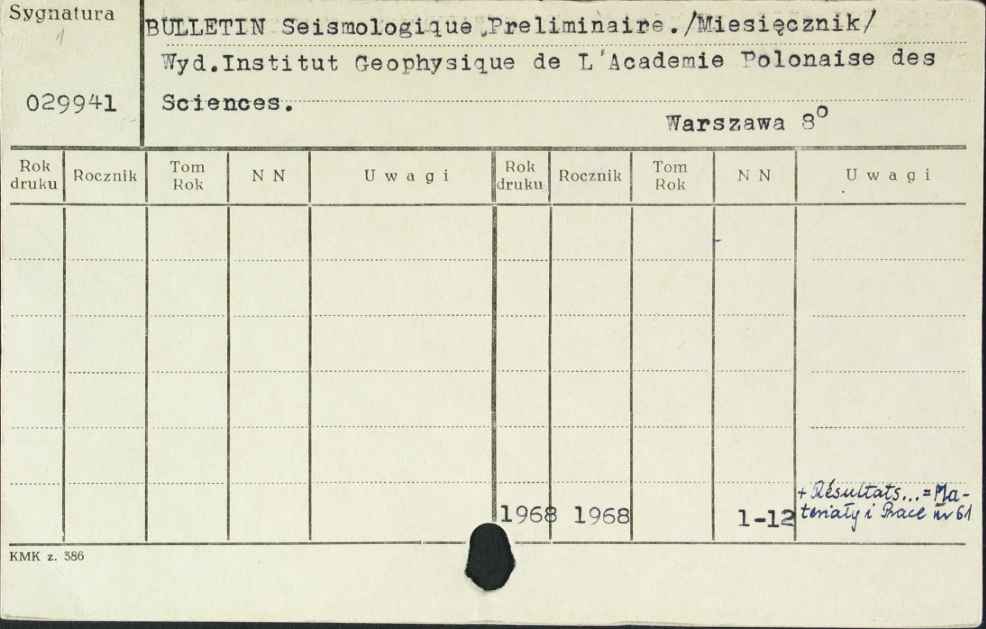 Sygnatura
BULLETIN Seismologique Preliminaire./Miesięcznik/
Wyd.Institut Geophysique de L'Academie Polonaise des
029941 Sciences.
Warszawa 8°
Rok druku Rocznik Tom Rok N N U w a g i Rok druku Rocznik Tom Rok N N U w a g i
+ Résultats...=Ma-
1968 1968 1-12 teriały i Prace nr 61
KMK z. 386